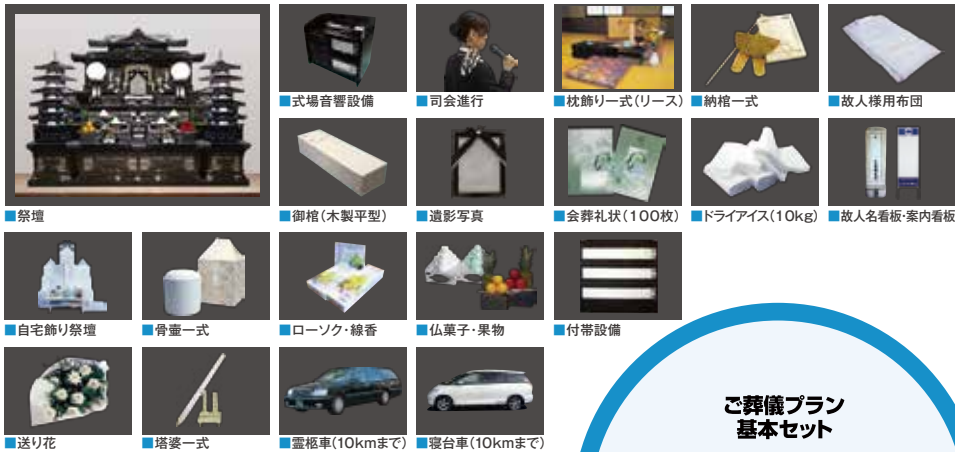 ■式場音響設備
■司会進行
■枕飾り一式(リース)
■納棺一式
■故人様用布団
■祭壇
■御棺(木製平型)
■遺影写真
■会葬礼状(100枚)
■ドライアイス(10kg)
■故人名看板・案内看板
■自宅飾り祭壇
■骨壷一式
■ローソク・線香
■仏菓子・果物
■付帯設備
■送り花
■塔婆一式
■霊柩車(10kmまで)
■寝台車(10kmまで)
ご葬儀プラン
基本セット